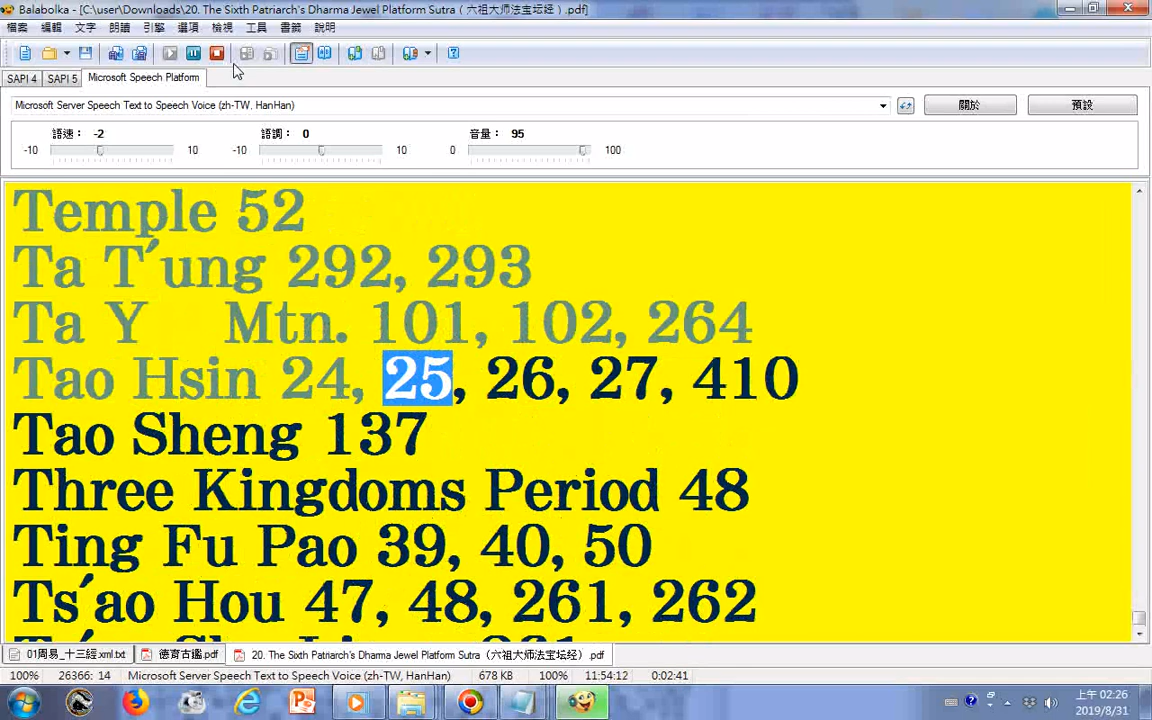 Balabolka - [C:\user\Downloads\20. The Sixth Patriarch's Dharma Jewel Platform Sutra（六祖大师法宝坛经）.pdf]
檔案 編輯 文字 朗讀 引擎 選項 檢視 工具 書籤 說明
SAPI 4 SAPI 5 Microsoft Speech Platform
Microsoft Server Speech Text to Speech Voice (zh-TW, HanHan) 關於 預設
語速： -2 語調： 0 音量： 95
-10 10 -10 10 0 100
Temple 52
Ta T´ung 292, 293
Ta Y Mtn. 101, 102, 264
Tao Hsin 24, 25, 26, 27, 410
Tao Sheng 137
Three Kingdoms Period 48
Ting Fu Pao 39, 40, 50
Ts´ao Hou 47, 48, 261, 262
01周易_十三經.xml.txt 德育古鑑.pdf 20. The Sixth Patriarch's Dharma Jewel Platform Sutra（六祖大师法宝坛经）.pdf
100% 26366: 14 Microsoft Server Speech Text to Speech Voice (zh-TW, HanHan) 678 KB 100% 11:54:12 0:02:41
上午 02:26
2019/8/31